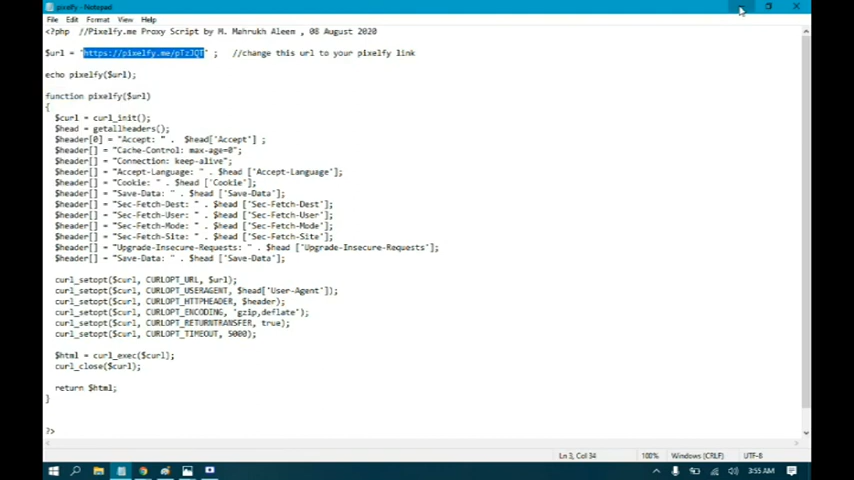 pixelfy - Notepad
File Edit Format View Help
<?php //Pixelfy.me Proxy Script by M. Mahrukh Aleem , 08 August 2020
$url = 'https://pixelfy.me/pTzJQT' ; //change this url to your pixelfy link
echo pixelfy($url);
function pixelfy($url)
{
$curl = curl_init();
$head = getallheaders();
$header[0] = "Accept: " . $head['Accept'] ;
$header[] = "Cache-Control: max-age=0";
$header[] = "Connection: keep-alive";
$header[] = "Accept-Language: " . $head ['Accept-Language'];
$header[] = "Cookie: " . $head ['Cookie'];
$header[] = "Save-Data: " . $head ['Save-Data'];
$header[] = "Sec-Fetch-Dest: " . $head ['Sec-Fetch-Dest'];
$header[] = "Sec-Fetch-User: " . $head ['Sec-Fetch-User'];
$header[] = "Sec-Fetch-Mode: " . $head ['Sec-Fetch-Mode'];
$header[] = "Sec-Fetch-Site: " . $head ['Sec-Fetch-Site'];
$header[] = "Upgrade-Insecure-Requests: " . $head ['Upgrade-Insecure-Requests'];
$header[] = "Save-Data: " . $head ['Save-Data'];
curl_setopt($curl, CURLOPT_URL, $url);
curl_setopt($curl, CURLOPT_USERAGENT, $head['User-Agent']);
curl_setopt($curl, CURLOPT_HTTPHEADER, $header);
curl_setopt($curl, CURLOPT_ENCODING, 'gzip,deflate');
curl_setopt($curl, CURLOPT_RETURNTRANSFER, true);
curl_setopt($curl, CURLOPT_TIMEOUT, 5000);
$html = curl_exec($curl);
curl_close($curl);
return $html;
}
?>
Ln 3, Col 34 100% Windows (CRLF) UTF-8
3:55 AM